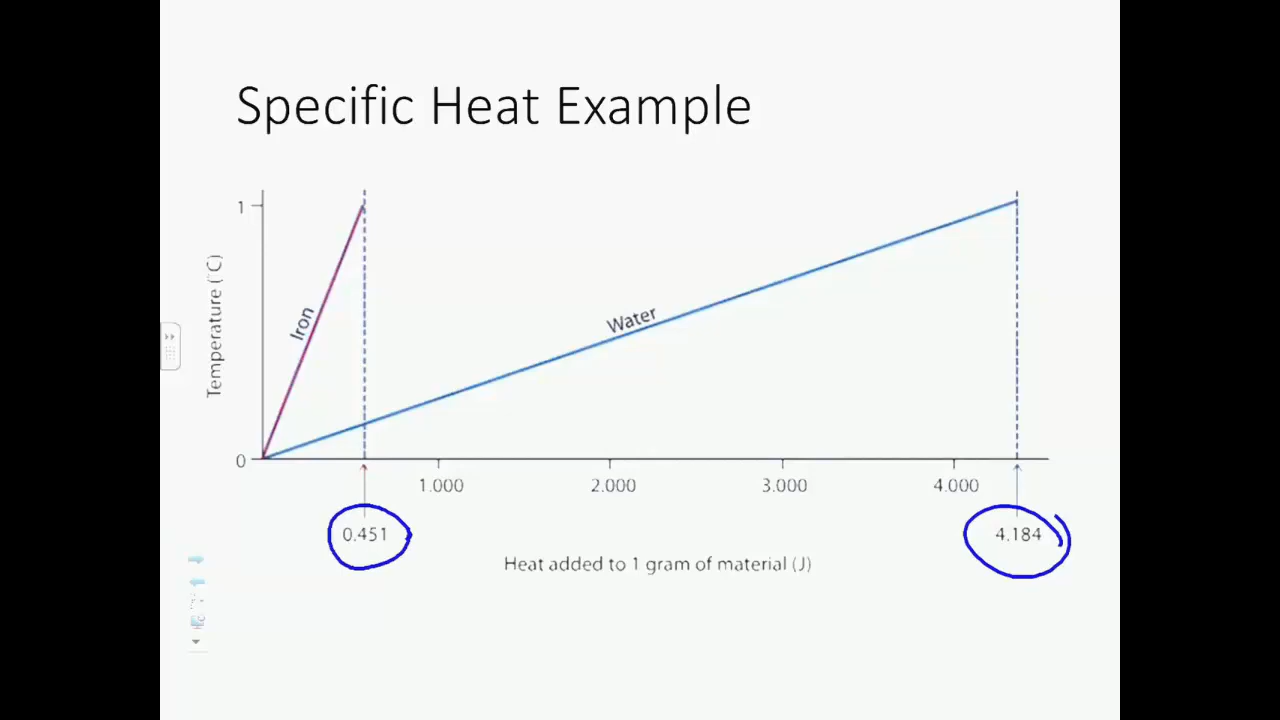 Specific Heat Example
1
Temperature (°C)
Iron
Water
0
1.000 2.000 3.000 4.000
0.451 4.184
Heat added to 1 gram of material (J)